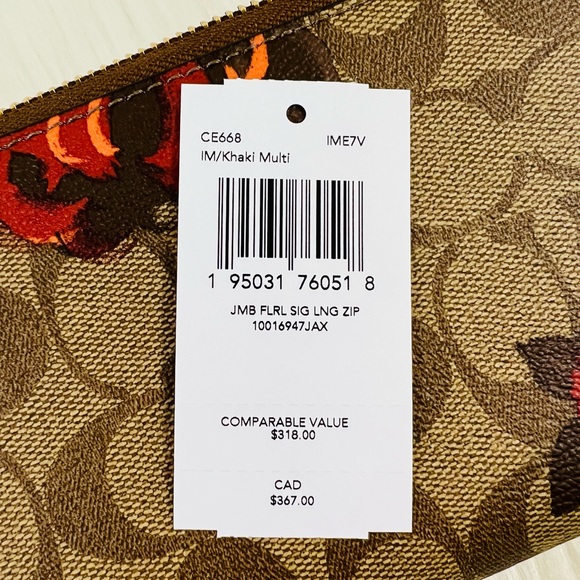 CE668 IME7V
IM/Khaki Multi
1 95031 76051 8
JMB FLRL SIG LNG ZIP
10016947JAX
COMPARABLE VALUE
$318.00
CAD
$367.00